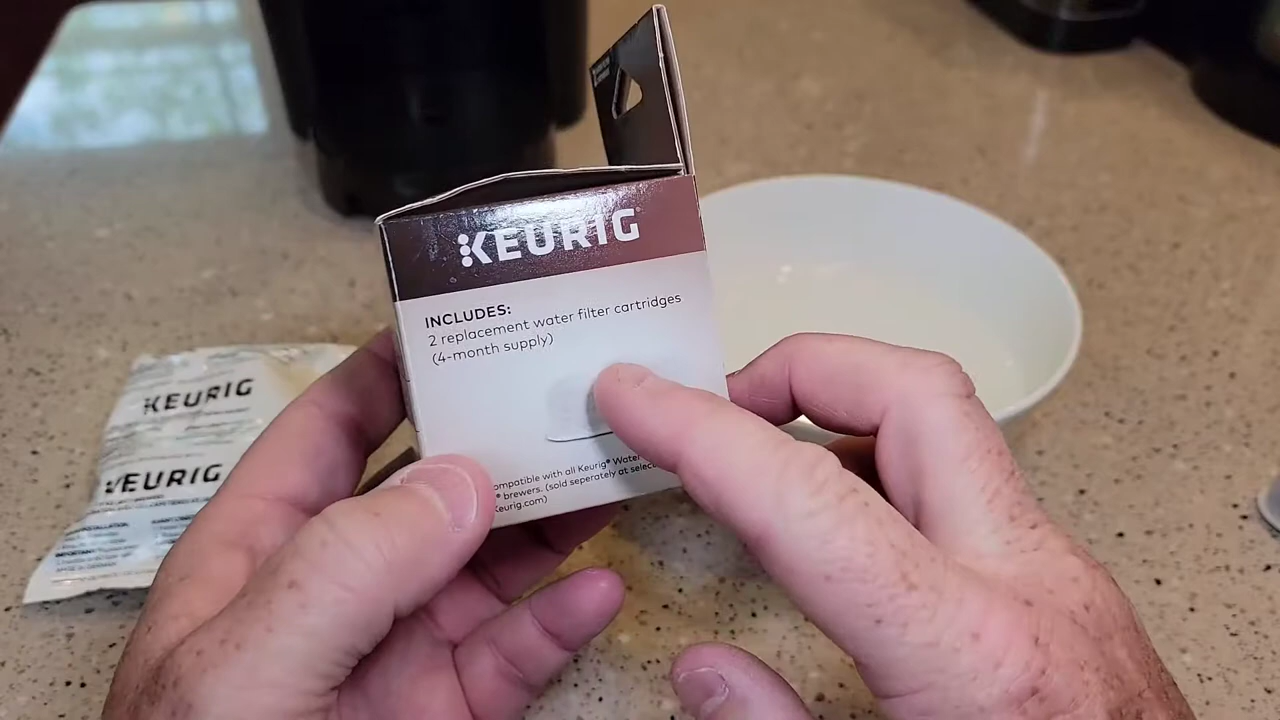 KEURIG
INCLUDES:
2 replacement water filter cartridges
(4-month supply)
ompatible with all Keurig® Water
® brewers. (sold seperately at selec
Keurig.com)
KEURIG
KEURIG